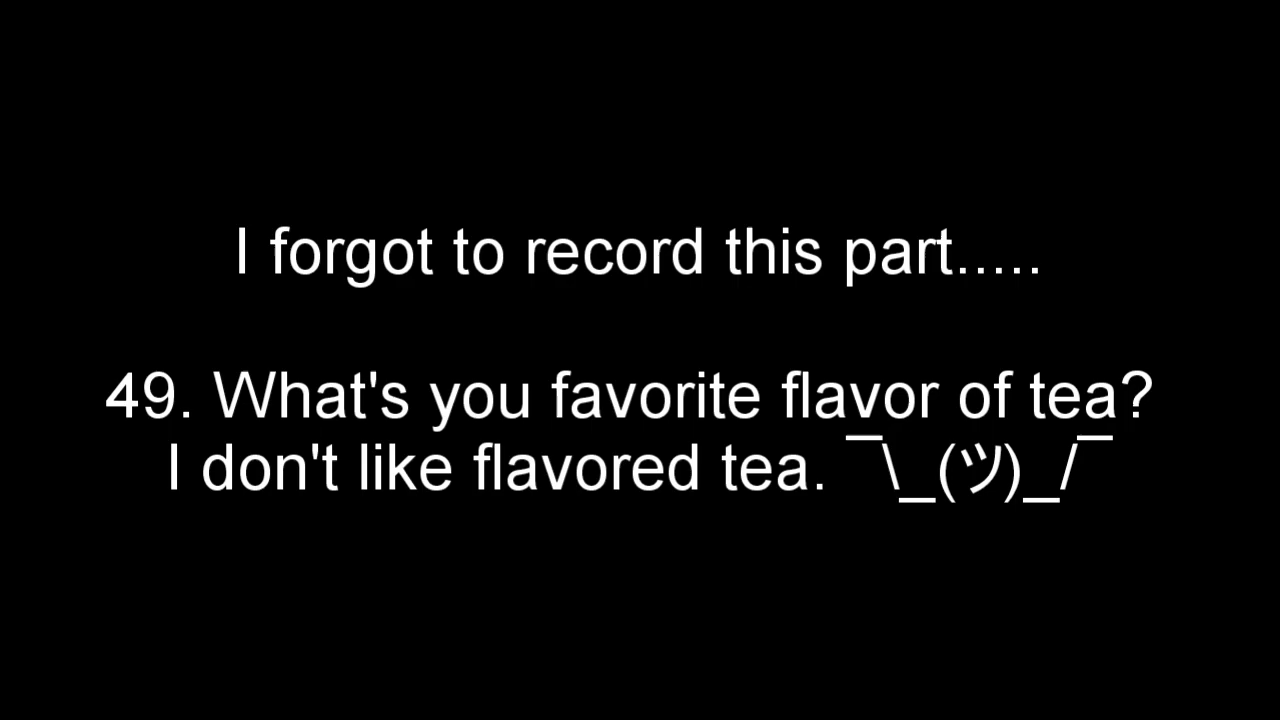 I forgot to record this part.....
49. What's you favorite flavor of tea?
I don't like flavored tea. ¯\_(ツ)_/¯